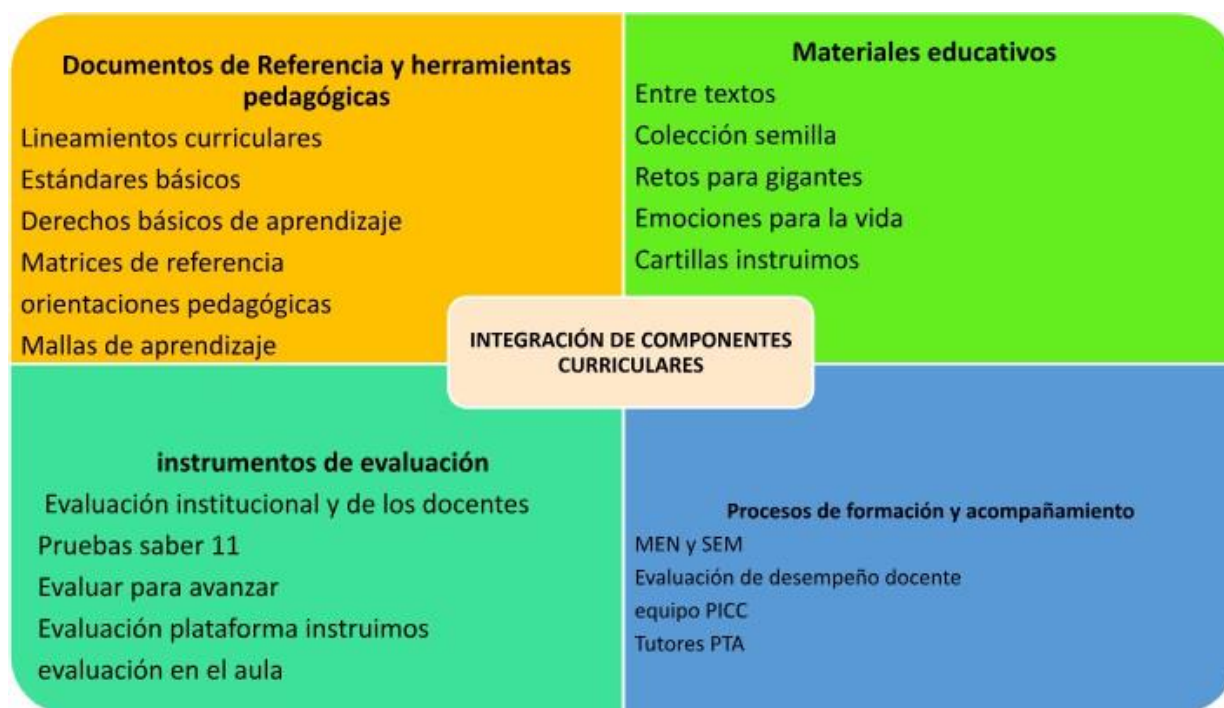 Documentos de Referencia y herramientas
pedagógicas
Lineamientos curriculares
Estándares básicos
Derechos básicos de aprendizaje
Matrices de referencia
orientaciones pedagógicas
Mallas de aprendizaje
Materiales educativos
Entre textos
Colección semilla
Retos para gigantes
Emociones para la vida
Cartillas instruimos
INTEGRACIÓN DE COMPONENTES
CURRICULARES
instrumentos de evaluación
Evaluación institucional y de los docentes
Pruebas saber 11
Evaluar para avanzar
Evaluación plataforma instruimos
evaluación en el aula
Procesos de formación y acompañamiento
MEN y SEM
Evaluación de desempeño docente
equipo PICC
Tutores PTA